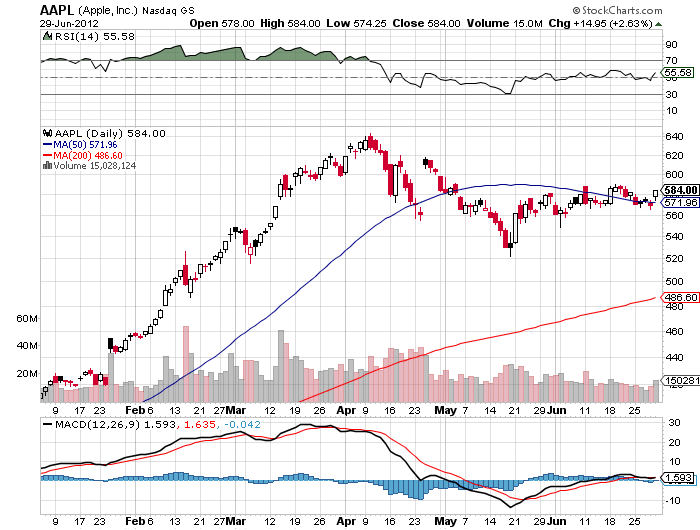 AAPL (Apple, Inc.) Nasdaq GS © StockCharts.com
29-Jun-2012 Open 578.00 High 584.00 Low 574.25 Close 584.00 Volume 15.0M Chg +14.95 (+2.63%)
RSI(14) 55.58
90
70
55.58
50
30
10
AAPL (Daily) 584.00
MA(50) 571.96
MA(200) 486.60
Volume 15,028,124
640
620
600
584.00
571.96
560
540
520
500
486.60
480
60M 460
40M 440
20M 420
400
150281
9 17 23 Feb 6 13 21 27 Mar 12 19 26 Apr 9 16 23 May 7 14 21 29 Jun 11 18 25
MACD(12,26,9) 1.593, 1.635, -0.042
30
20
10
1.593
-10
9 17 23 Feb 6 13 21 27 Mar 12 19 26 Apr 9 16 23 May 7 14 21 29 Jun 11 18 25